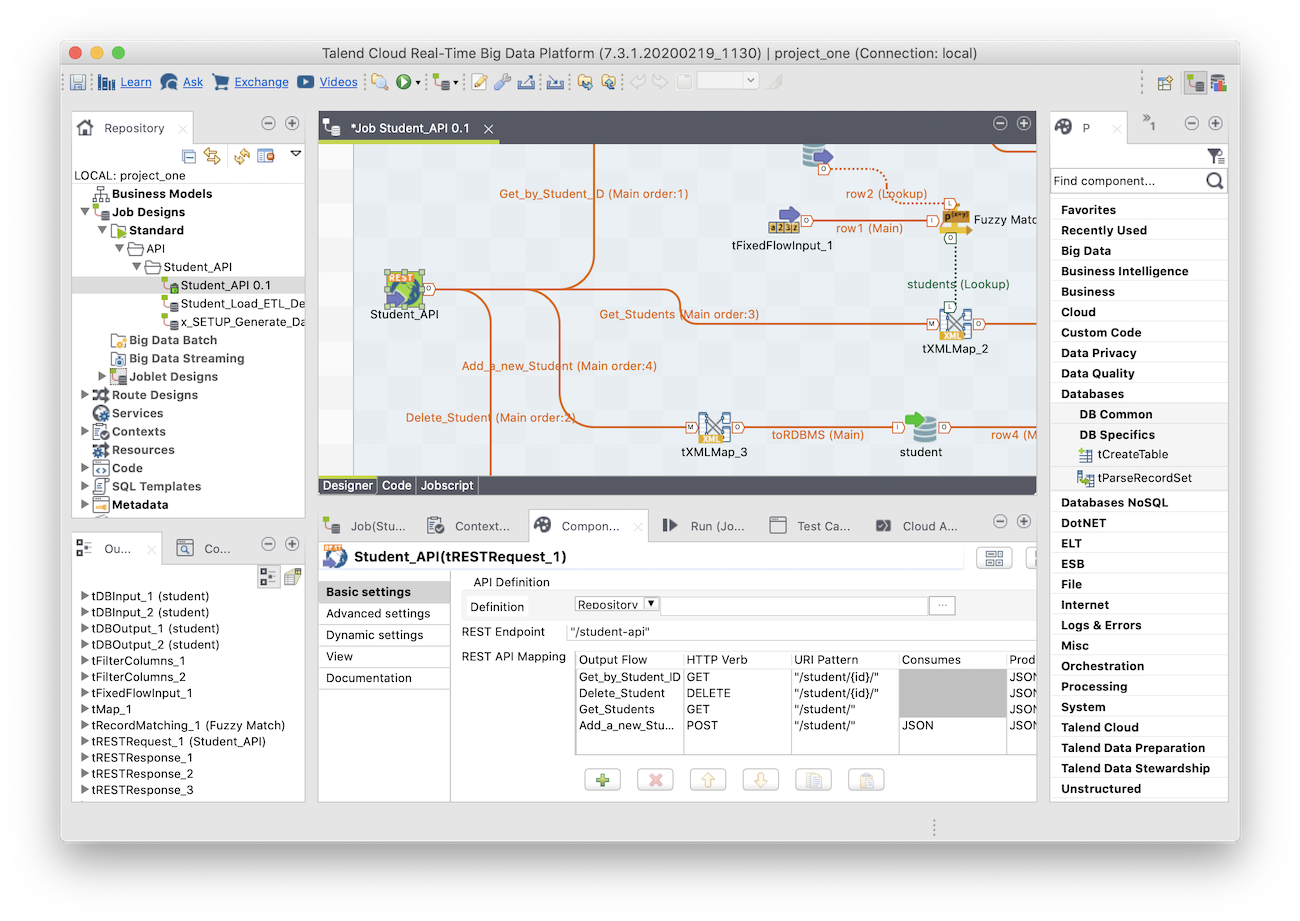 Talend Cloud Real-Time Big Data Platform (7.3.1.20200219_1130) | project_one (Connection: local)
Learn Ask Exchange Videos
Repository
LOCAL: project_one
Business Models
Job Designs
Standard
API
Student_API
Student_API 0.1
Student_Load_ETL_De
x_SETUP_Generate_Da
Big Data Batch
Big Data Streaming
Joblet Designs
Route Designs
Services
Contexts
Resources
Code
SQL Templates
Metadata
Ou...
Co...
tDBInput_1 (student)
tDBInput_2 (student)
tDBOutput_1 (student)
tDBOutput_2 (student)
tFilterColumns_1
tFilterColumns_2
tFixedFlowInput_1
tMap_1
tRecordMatching_1 (Fuzzy Match)
tRESTRequest_1 (Student_API)
tRESTResponse_1
tRESTResponse_2
tRESTResponse_3
*Job Student_API 0.1
Get_by_Student_ID (Main order:1)
row2 (Lookup)
row1 (Main)
Fuzzy Matc
tFixedFlowInput_1
students (Lookup)
REST
Student_API
Get_Students (Main order:3)
XML
tXMLMap_2
Add_a_new_Student (Main order:4)
Delete_Student (Main order:2)
XML
tXMLMap_3
toRDBMS (Main)
student
row4 (M
Designer Code Jobscript
Job(Stu...
Context...
Compon...
Run (Jo...
Test Ca...
Cloud A...
Student_API(tRESTRequest_1)
Basic settings
Advanced settings
Dynamic settings
View
Documentation
API Definition
Definition Repository ...
REST Endpoint "/student-api"
REST API Mapping
Output Flow HTTP Verb URI Pattern Consumes Prod
Get_by_Student_ID GET "/student/{id}/" JSON
Delete_Student DELETE "/student/{id}/" JSON
Get_Students GET "/student/" JSON
Add_a_new_Stu... POST "/student/" JSON JSON
P
1
Find component...
Favorites
Recently Used
Big Data
Business Intelligence
Business
Cloud
Custom Code
Data Privacy
Data Quality
Databases
DB Common
DB Specifics
tCreateTable
tParseRecordSet
Databases NoSQL
DotNET
ELT
ESB
File
Internet
Logs & Errors
Misc
Orchestration
Processing
System
Talend Cloud
Talend Data Preparation
Talend Data Stewardship
Unstructured